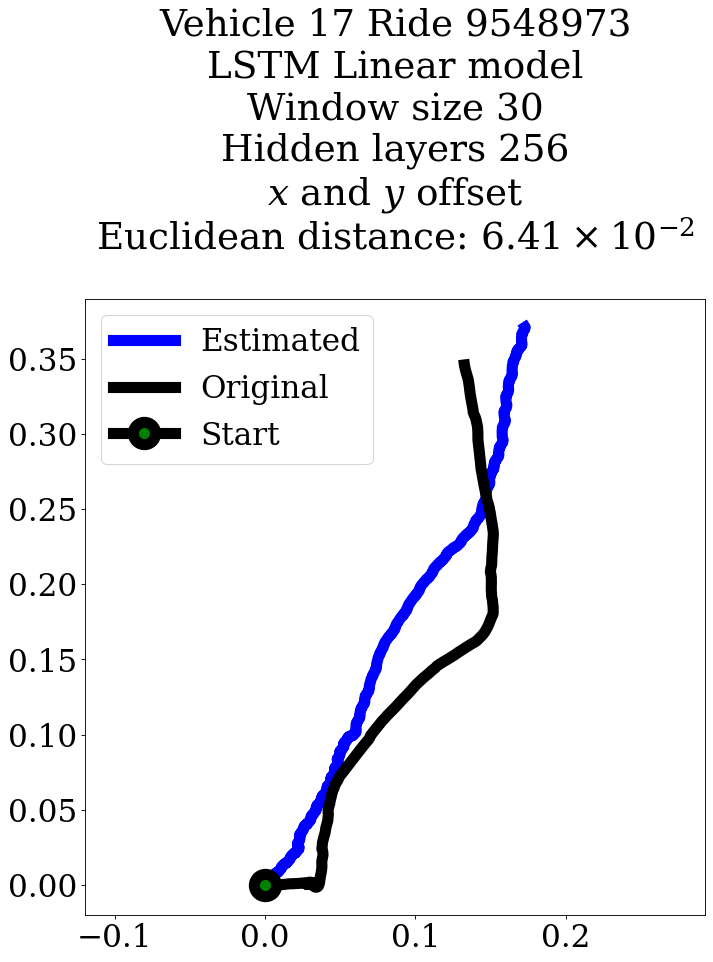 Vehicle 17 Ride 9548973
LSTM Linear model
Window size 30
Hidden layers 256
x and y offset
Euclidean distance: 6.41 × 10⁻²
Estimated
Original
Start
0.35
0.30
0.25
0.20
0.15
0.10
0.05
0.00
−0.1
0.0
0.1
0.2